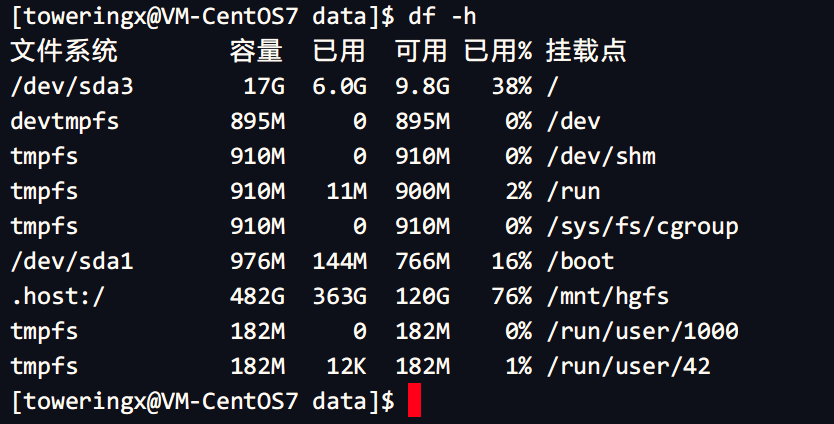 [toweringx@VM-CentOS7 data]$ df -h
文件系统        容量  已用  可用 已用% 挂载点
/dev/sda3        17G  6.0G  9.8G   38% /
devtmpfs        895M     0  895M    0% /dev
tmpfs           910M     0  910M    0% /dev/shm
tmpfs           910M   11M  900M    2% /run
tmpfs           910M     0  910M    0% /sys/fs/cgroup
/dev/sda1       976M  144M  766M   16% /boot
.host:/         482G  363G  120G   76% /mnt/hgfs
tmpfs           182M     0  182M    0% /run/user/1000
tmpfs           182M   12K  182M    1% /run/user/42
[toweringx@VM-CentOS7 data]$